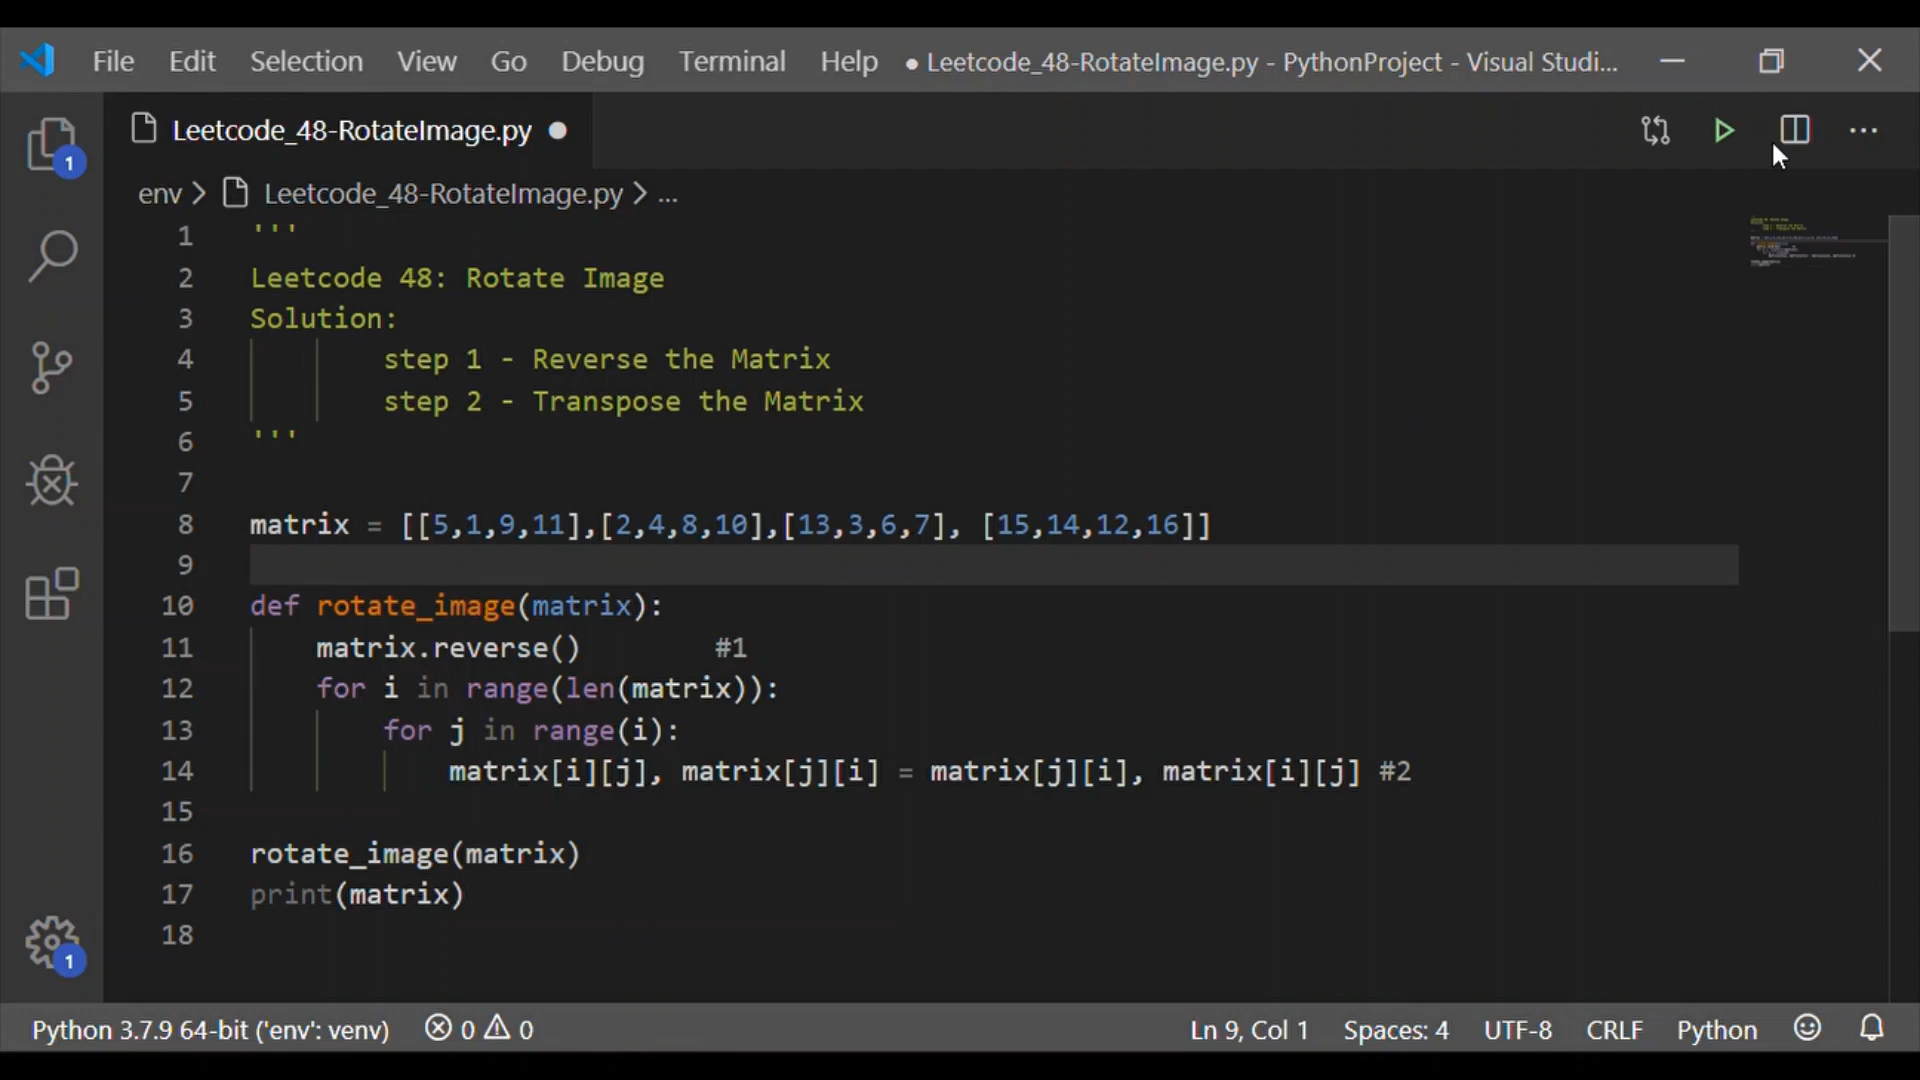 File Edit Selection View Go Debug Terminal Help ● Leetcode_48-RotateImage.py - PythonProject - Visual Studi...
Leetcode_48-RotateImage.py
1
env > Leetcode_48-RotateImage.py > ...
1 '''
2 Leetcode 48: Rotate Image
3 Solution:
4 step 1 - Reverse the Matrix
5 step 2 - Transpose the Matrix
6 '''
7
8 matrix = [[5,1,9,11],[2,4,8,10],[13,3,6,7], [15,14,12,16]]
9
10 def rotate_image(matrix):
11 matrix.reverse() #1
12 for i in range(len(matrix)):
13 for j in range(i):
14 matrix[i][j], matrix[j][i] = matrix[j][i], matrix[i][j] #2
15
16 rotate_image(matrix)
17 print(matrix)
18
1
Python 3.7.9 64-bit ('env': venv) 0 0 Ln 9, Col 1 Spaces: 4 UTF-8 CRLF Python